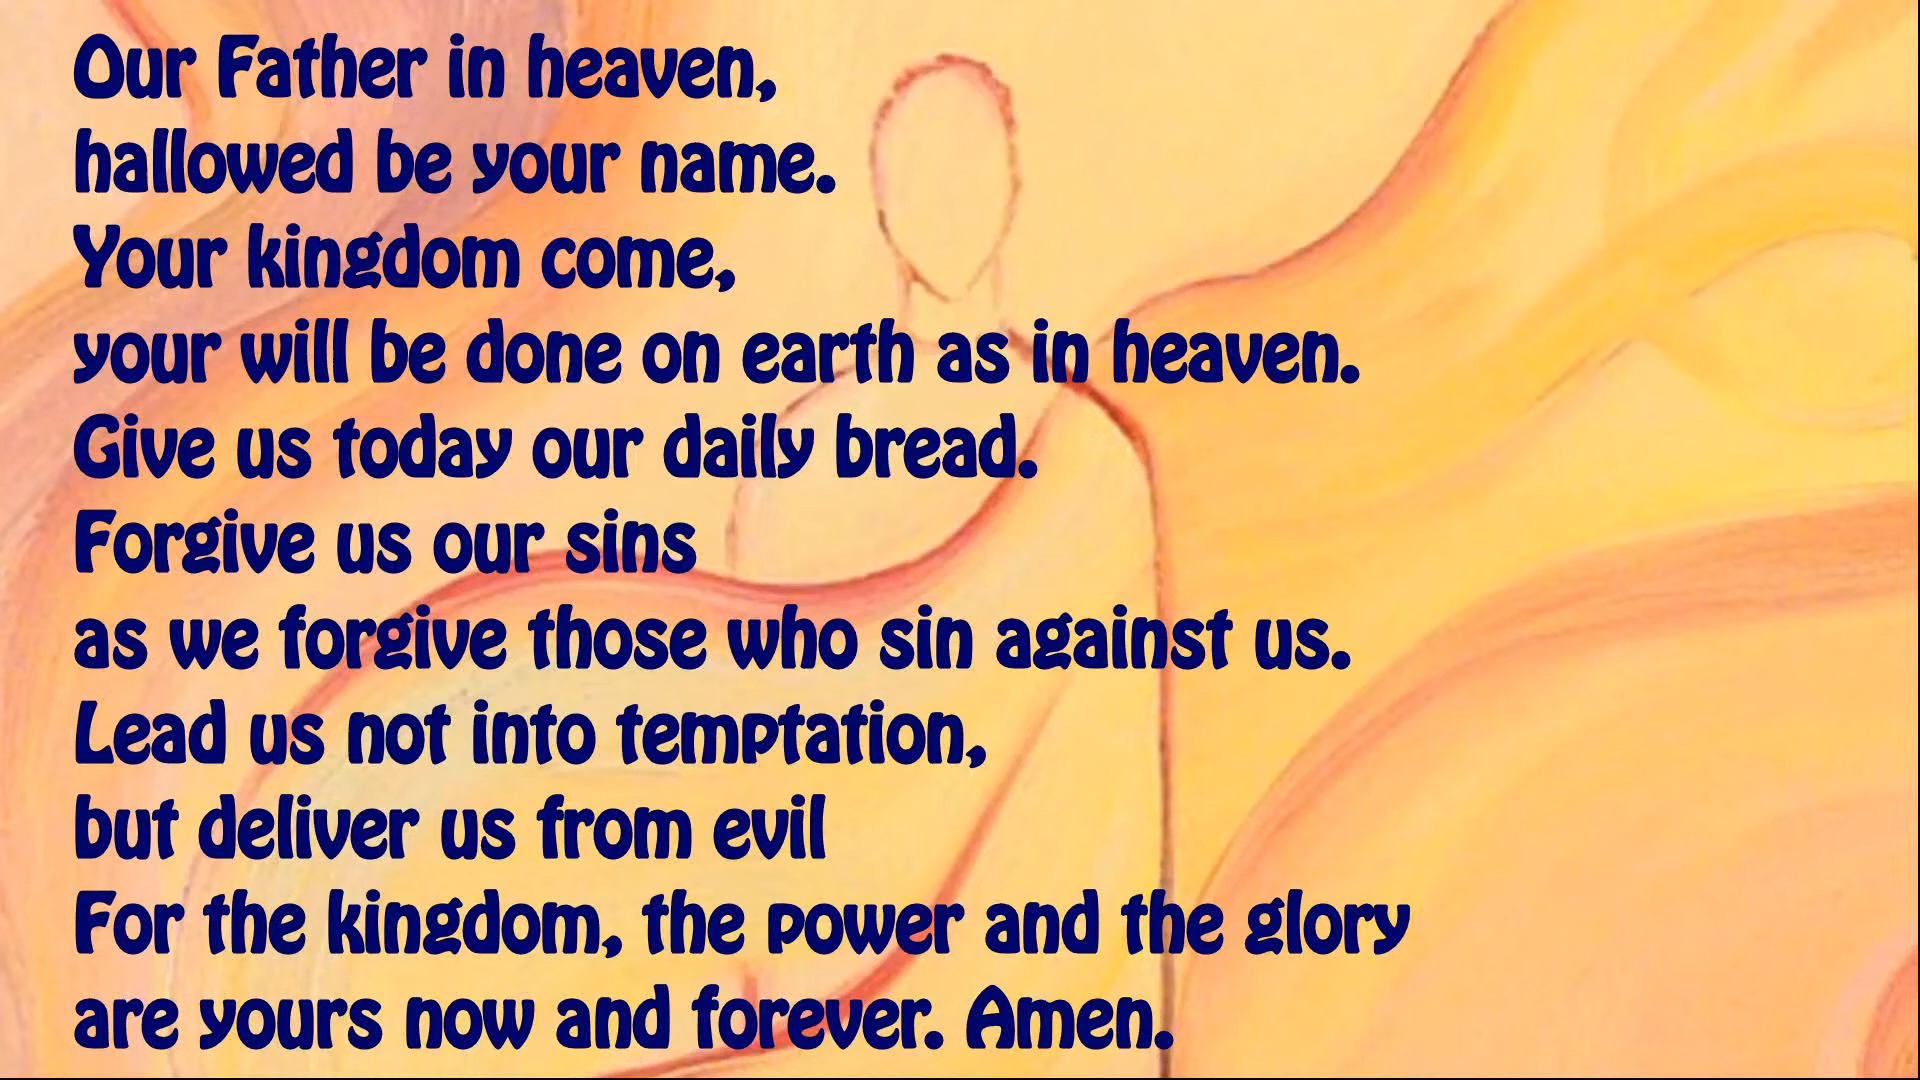 Our Father in heaven,
hallowed be your name.
Your kingdom come,
your will be done on earth as in heaven.
Give us today our daily bread.
Forgive us our sins
as we forgive those who sin against us.
Lead us not into temptation,
but deliver us from evil
For the kingdom, the power and the glory
are yours now and forever. Amen.